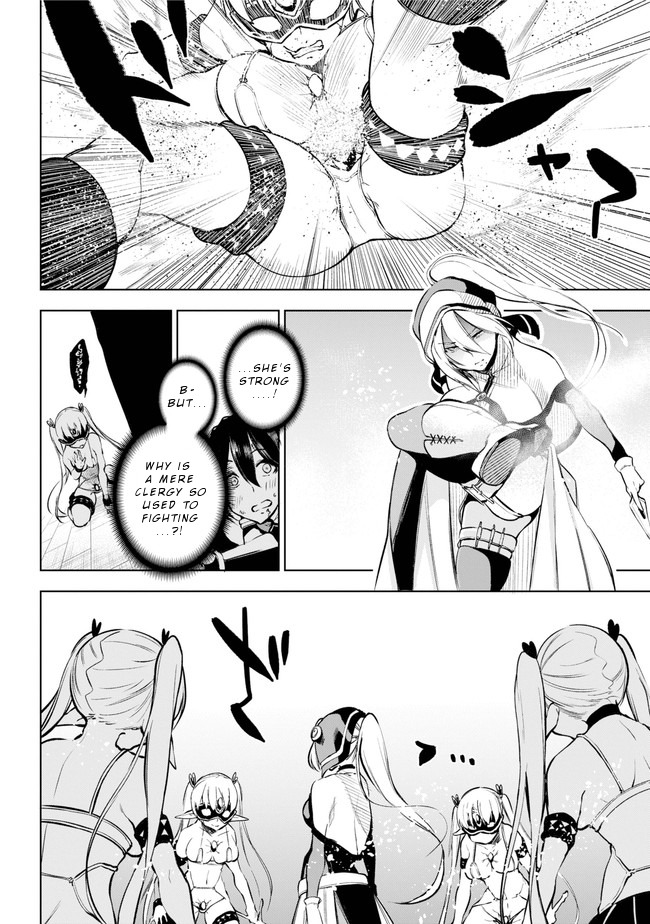 ...SHE'S
STRONG
....!
B-
BUT...
WHY IS
A MERE
CLERGY SO
USED TO
FIGHTING
...?!